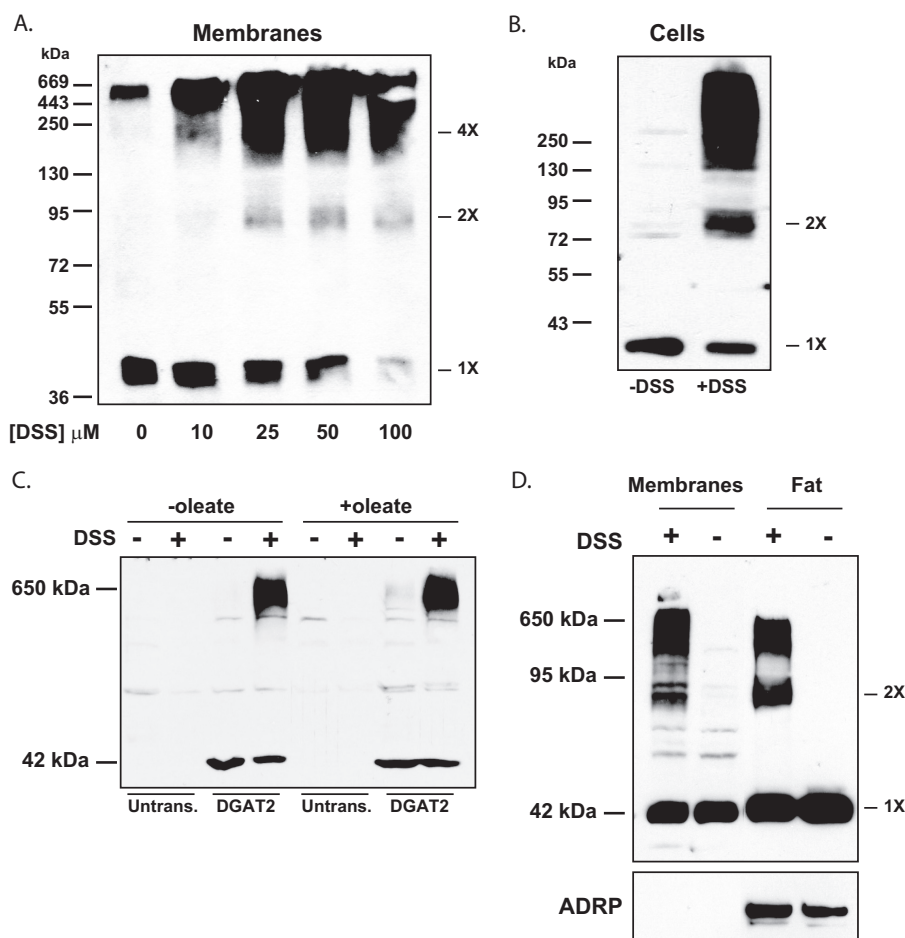 A.
Membranes
kDa
669
443
250
130
95
72
55
36
4X
2X
1X
[DSS] μM 0 10 25 50 100
B.
Cells
kDa
250
130
95
72
55
43
2X
1X
-DSS +DSS
C.
-oleate +oleate
DSS - + - + - + - +
650 kDa
42 kDa
Untrans. DGAT2 Untrans. DGAT2
D.
Membranes Fat
DSS + - + -
650 kDa
95 kDa
2X
42 kDa
1X
ADRP